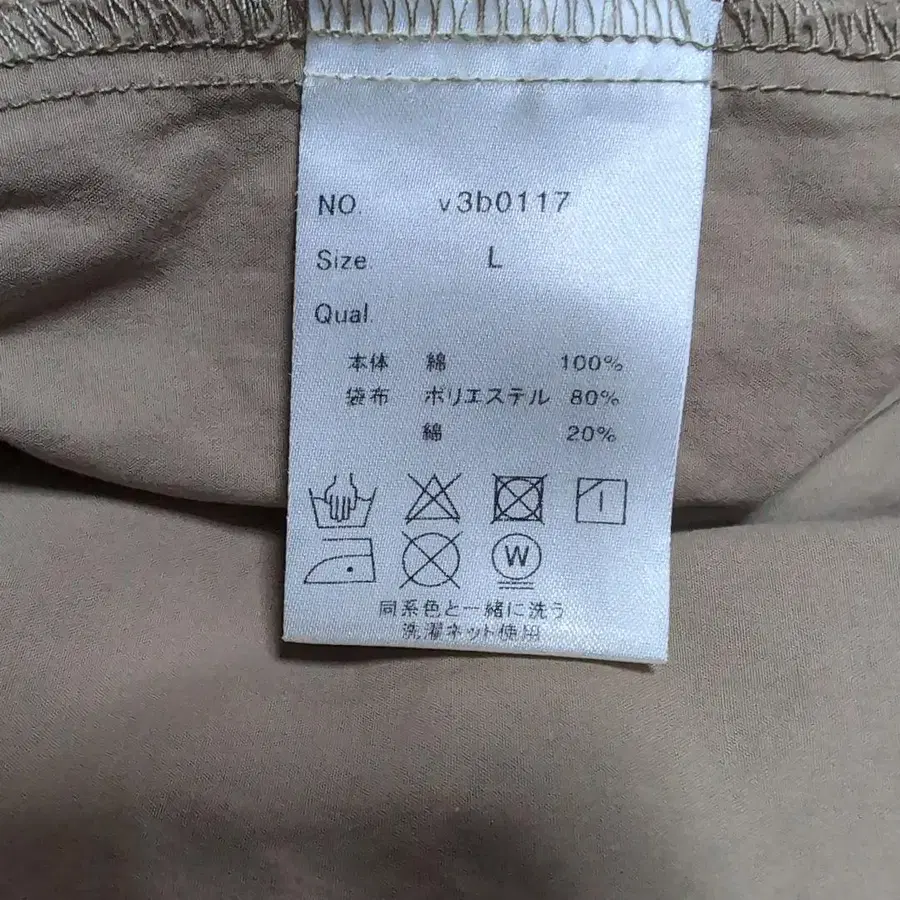 NO. v3b0117
Size. L
Qual.
本体 綿 100%
袋布 ポリエステル 80%
綿 20%
W
同系色と一緒に洗う
洗濯ネット使用